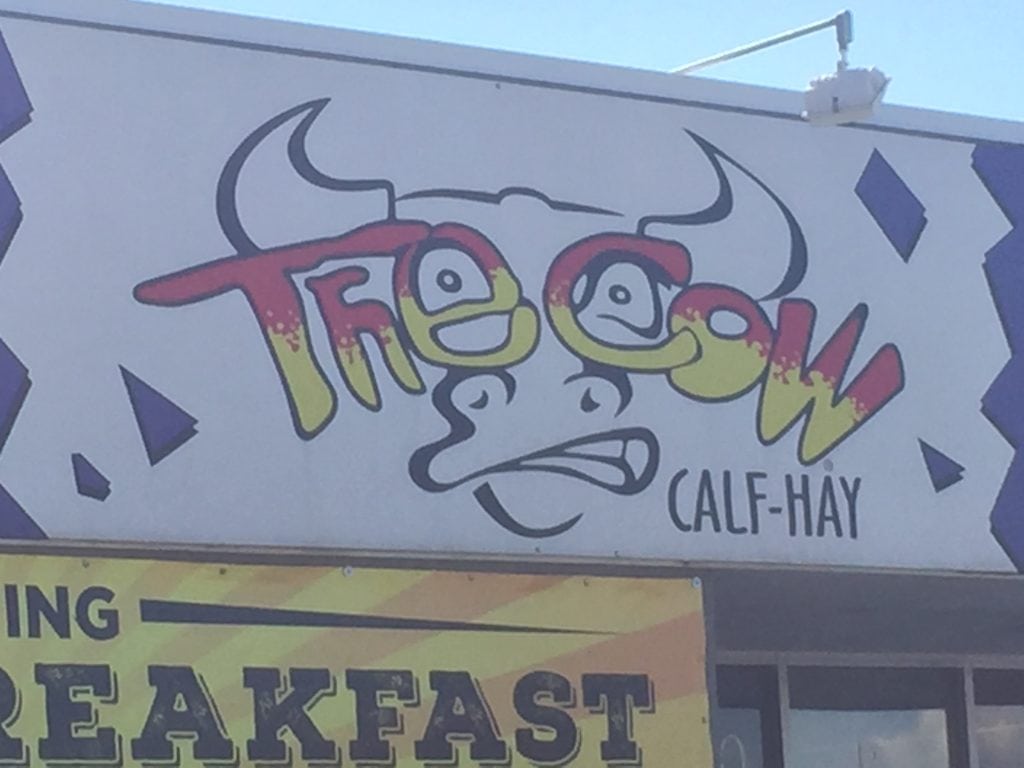 The Cow
CALF-HAY
ING
REAKFAST